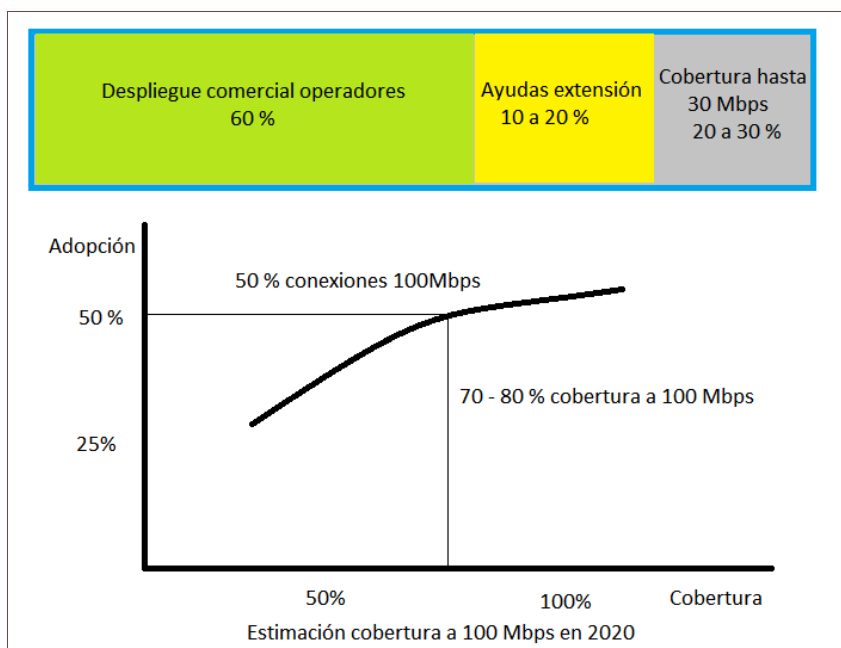 Despliegue comercial operadores
60 %
Ayudas extensión
10 a 20 %
Cobertura hasta
30 Mbps
20 a 30 %
Adopción
50 % conexiones 100Mbps
50 %
70 - 80 % cobertura a 100 Mbps
25%
50%
100%
Cobertura
Estimación cobertura a 100 Mbps en 2020